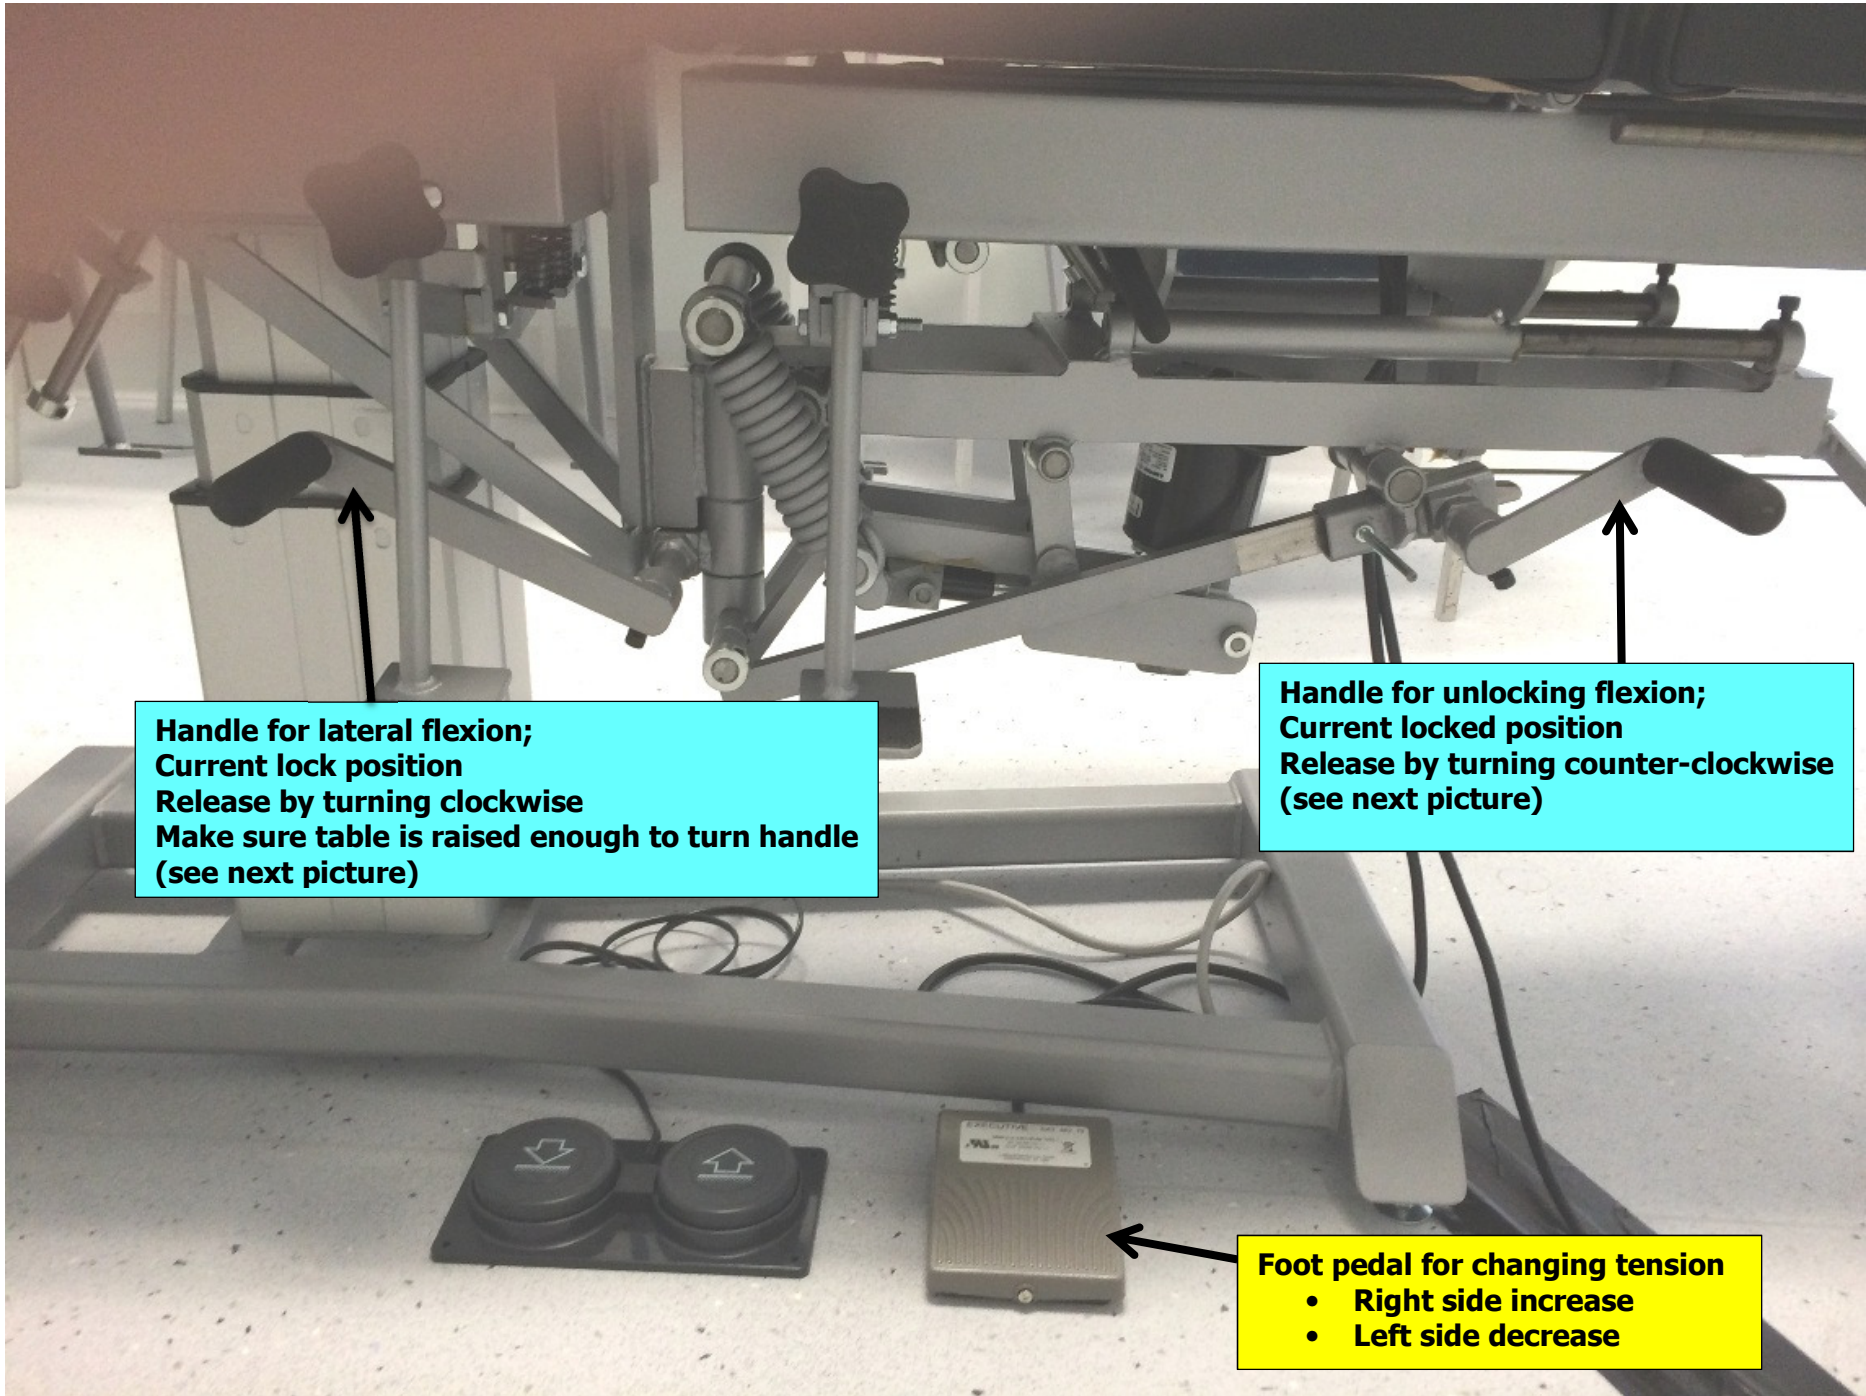 Handle for lateral flexion;
Current lock position
Release by turning clockwise
Make sure table is raised enough to turn handle
(see next picture)
Handle for unlocking flexion;
Current locked position
Release by turning counter-clockwise
(see next picture)
EXECUTIVE
Foot pedal for changing tension
• Right side increase
• Left side decrease